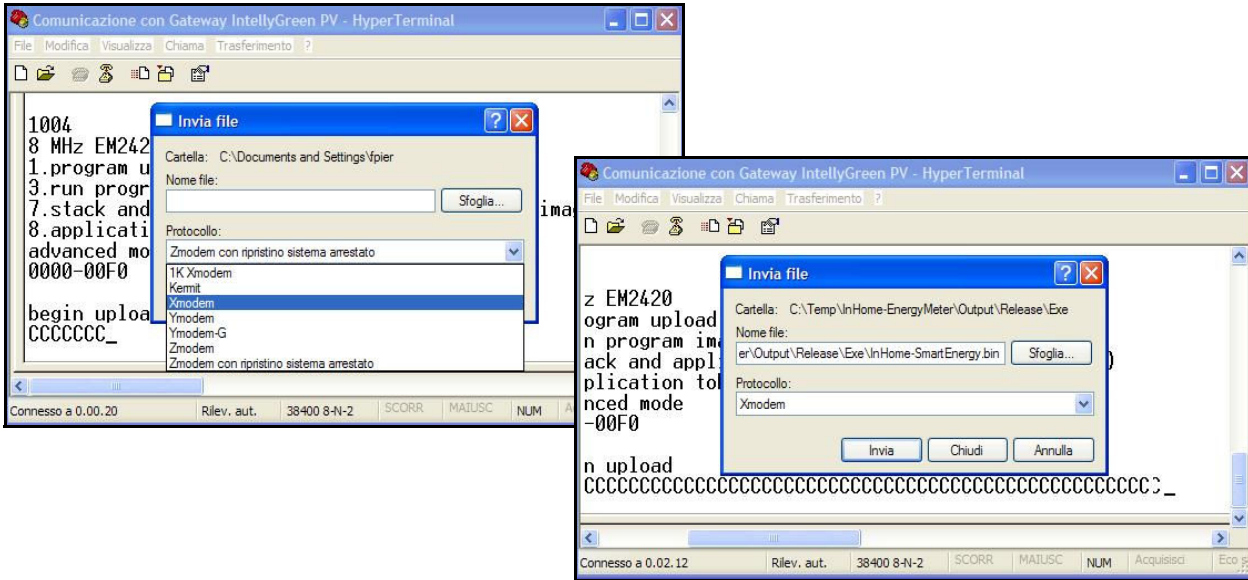 Comunicazione con Gateway IntellyGreen PV - HyperTerminal
File Modifica Visualizza Chiama Trasferimento ?
1004
8 MHz EM242
1.program u
3.run progr
7.stack and
8.applicati
advanced mo
0000-00F0
begin uploa
CCCCCCC_
ima
Invia file
Cartella: C:\Documents and Settings\fpier
Nome file:
Sfoglia...
Protocollo:
Zmodem con ripristino sistema arrestato
1K Xmodem
Kermit
Xmodem
Ymodem
Ymodem-G
Zmodem
Zmodem con ripristino sistema arrestato
Connesso a 0.00.20 Rilev. aut. 38400 8-N-2 SCORR MAIUSC NUM A
Comunicazione con Gateway IntellyGreen PV - HyperTerminal
File Modifica Visualizza Chiama Trasferimento ?
z EM2420
ogram upload
n program ima
ack and appl
plication to
nced mode
-00F0
n upload
)
Invia file
Cartella: C:\Temp\InHome-EnergyMeter\Output\Release\Exe
Nome file:
er\Output\Release\Exe\InHome-SmartEnergy.bin Sfoglia...
Protocollo:
Xmodem
Invia Chiudi Annulla
Connesso a 0.02.12 Rilev. aut. 38400 8-N-2 SCORR MAIUSC NUM Acquisisci Eco